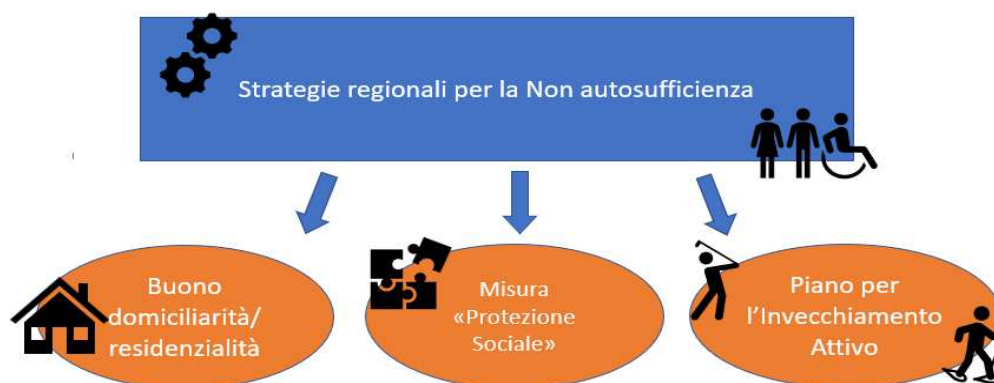 Strategie regionali per la Non autosufficienza
Buono
domiciliarità/
residenzialità
Misura
«Protezione
Sociale»
Piano per
l'Invecchiamento
Attivo